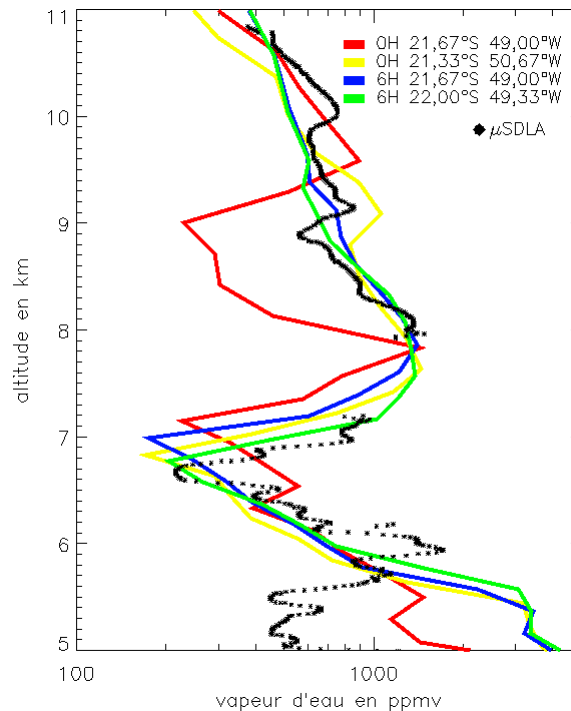 11
10
9
8
7
6
5
altitude en km
0H 21,67°S 49,00°W
0H 21,33°S 50,67°W
6H 21,67°S 49,00°W
6H 22,00°S 49,33°W
μSDLA
100
1000
vapeur d'eau en ppmv